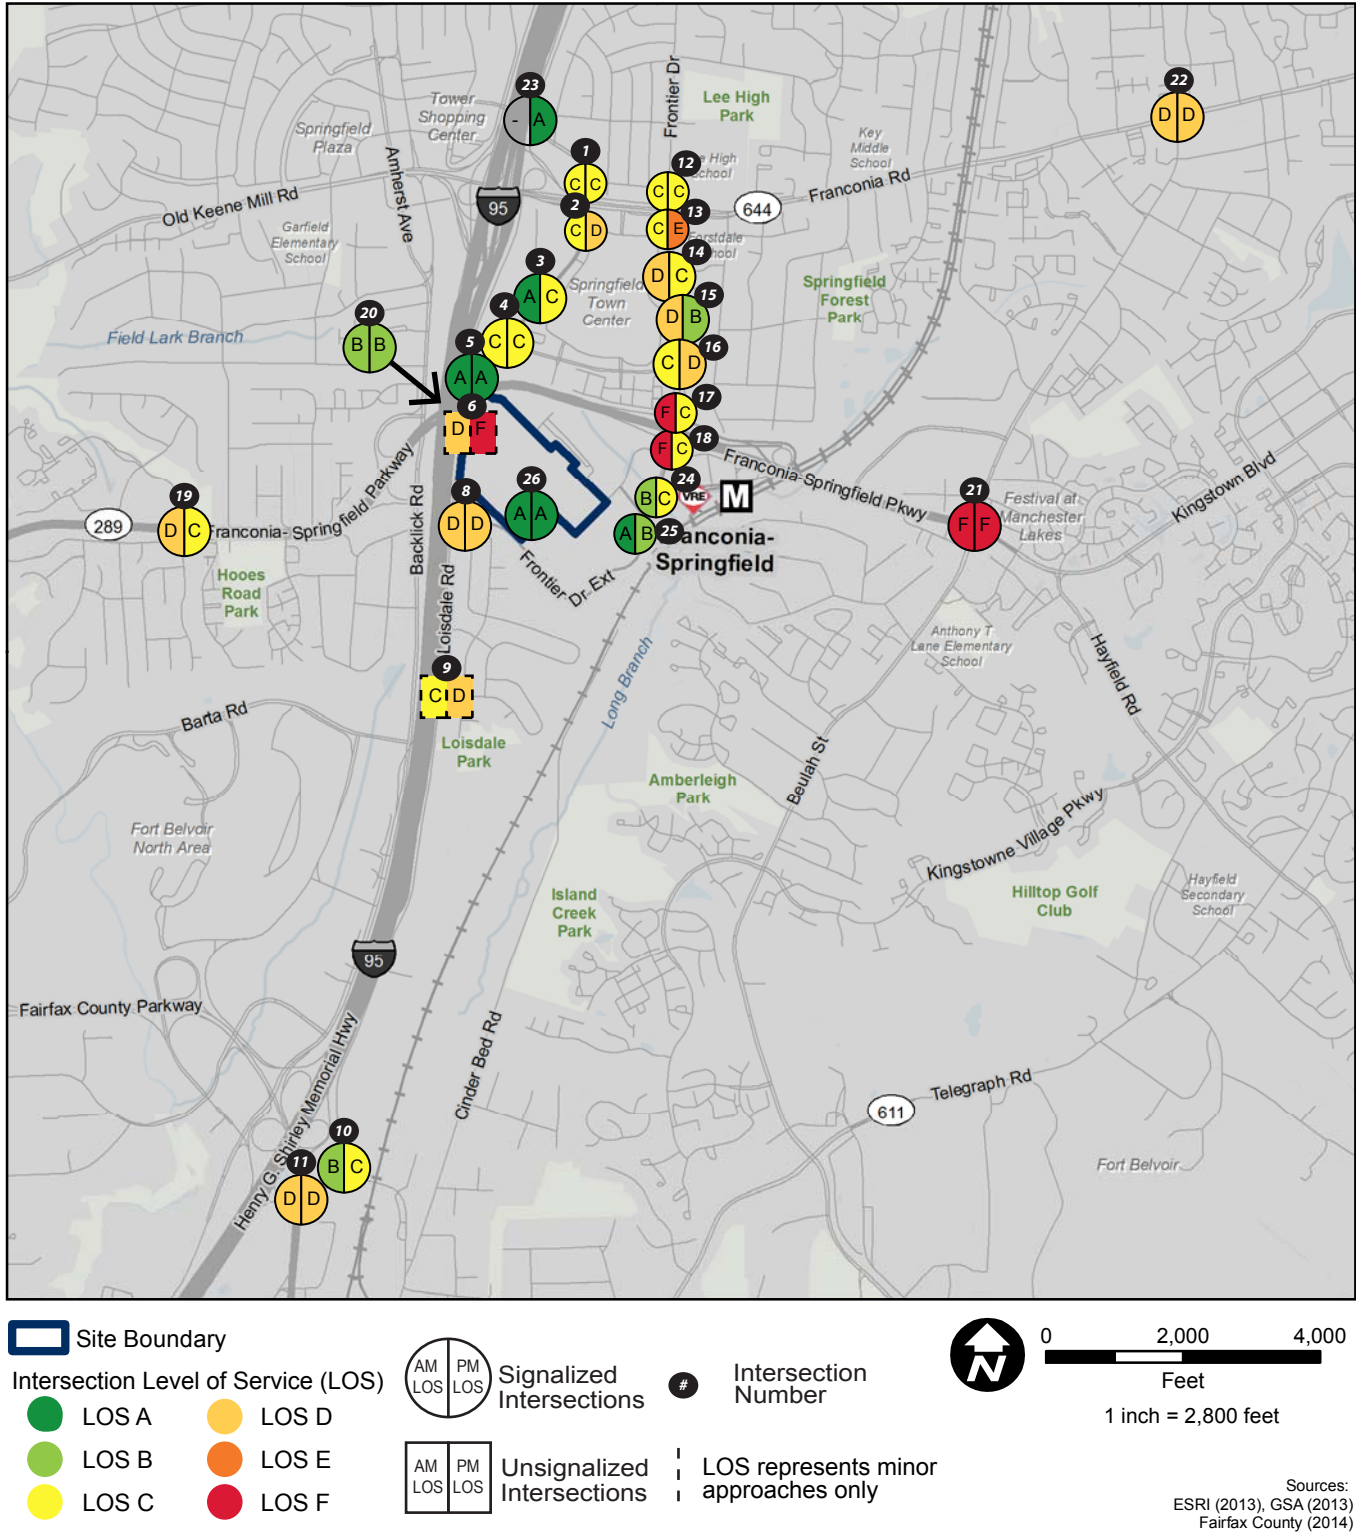 23
- A
22
D D
Tower
Shopping
Center
Springfield
Plaza
Frontier Dr
Lee High
Park
Key
Middle
School
Amherst Ave
1
C C
12
C C
High
School
Franconia Rd
Old Keene Mill Rd
95
2
C D
13
C E
644
Garfield
Elementary
School
Forstdale
14
D C
3
A C
Springfield
Town
Center
Springfield
Forest
Park
15
D B
4
C C
20
B B
Field Lark Branch
5
A A
16
C D
6
D F
17
F C
18
F C
Franconia-Springfield Pkwy
Kingstown Blvd
24
B C
VRE
M
19
D C
289
Franconia-Springfield Parkway
Backlick Rd
8
D D
26
A A
21
F F
Festival at
Manchester
Lakes
25
A B
Franconia-
Springfield
Frontier Dr. Ext
Hooes
Road
Park
Loisdale Rd
Long Branch
Anthony T
Lane Elementary
School
Hayfield Rd
9
C D
Barta Rd
Loisdale
Park
Beulah St
Amberleigh
Park
Fort Belvoir
North Area
Kingstowne Village Pkwy
Island
Creek
Park
Hilltop Golf
Club
Hayfield
Secondary
School
95
Fairfax County Parkway
Henry G. Shirley Memorial Hwy
Cinder Bed Rd
Telegraph Rd
611
10
B C
11
D D
Fort Belvoir
Site Boundary
Intersection Level of Service (LOS)
LOS A
LOS B
LOS C
LOS D
LOS E
LOS F
AM LOS PM LOS
Signalized
Intersections
AM LOS PM LOS
Unsignalized
Intersections
#
Intersection
Number
LOS represents minor
approaches only
N
0 2,000 4,000
Feet
1 inch = 2,800 feet
Sources:
ESRI (2013), GSA (2013)
Fairfax County (2014)